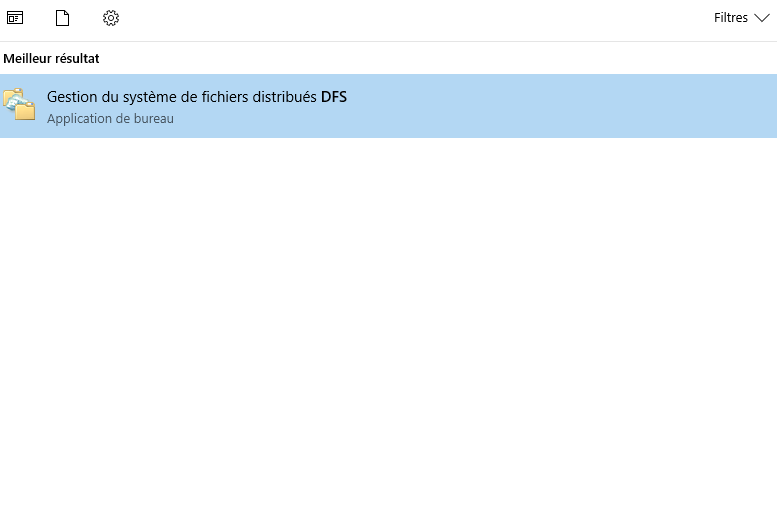 Filtres
Meilleur résultat
Gestion du système de fichiers distribués DFS
Application de bureau